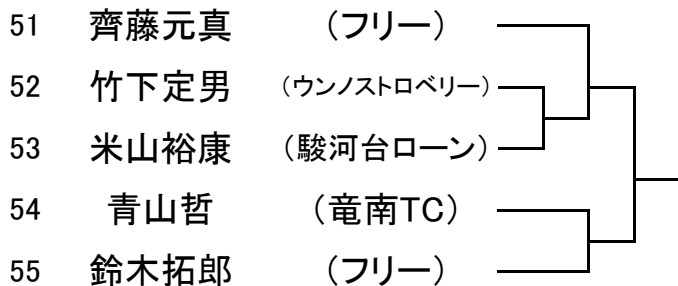 51 齊藤元真 （フリー）
52 竹下定男 （ウンノストロベリー）
53 米山裕康 （駿河台ローン）
54 青山哲 （竜南TC）
55 鈴木拓郎 （フリー）